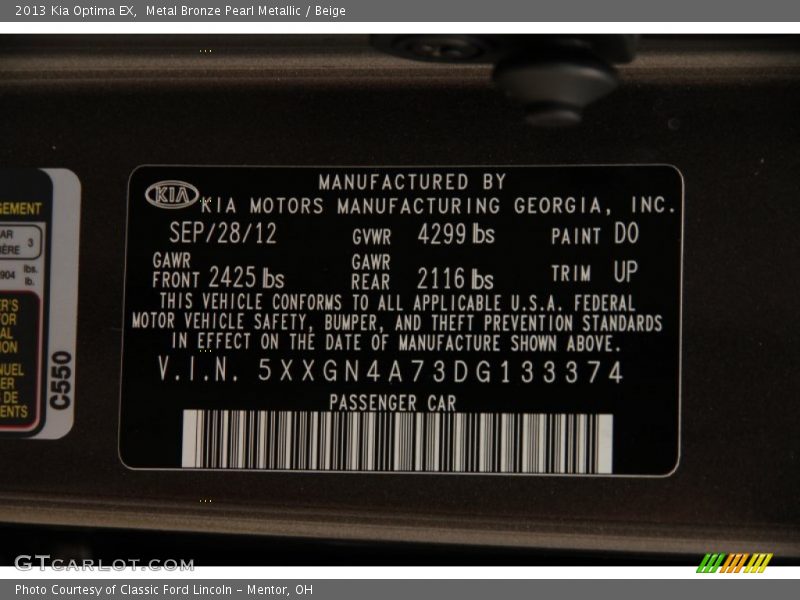 2013 Kia Optima EX, Metal Bronze Pearl Metallic / Beige
MANUFACTURED BY
KIA
KIA MOTORS MANUFACTURING GEORGIA, INC.
SEP/28/12 GVWR 4299 lbs PAINT D0
GAWR FRONT 2425 lbs GAWR REAR 2116 lbs TRIM UP
THIS VEHICLE CONFORMS TO ALL APPLICABLE U.S.A. FEDERAL
MOTOR VEHICLE SAFETY, BUMPER, AND THEFT PREVENTION STANDARDS
IN EFFECT ON THE DATE OF MANUFACTURE SHOWN ABOVE.
V.I.N. 5XXGN4A73DG133374
PASSENGER CAR
3
lbs.
lb.
C550
GTCARLOT.COM
Photo Courtesy of Classic Ford Lincoln - Mentor, OH